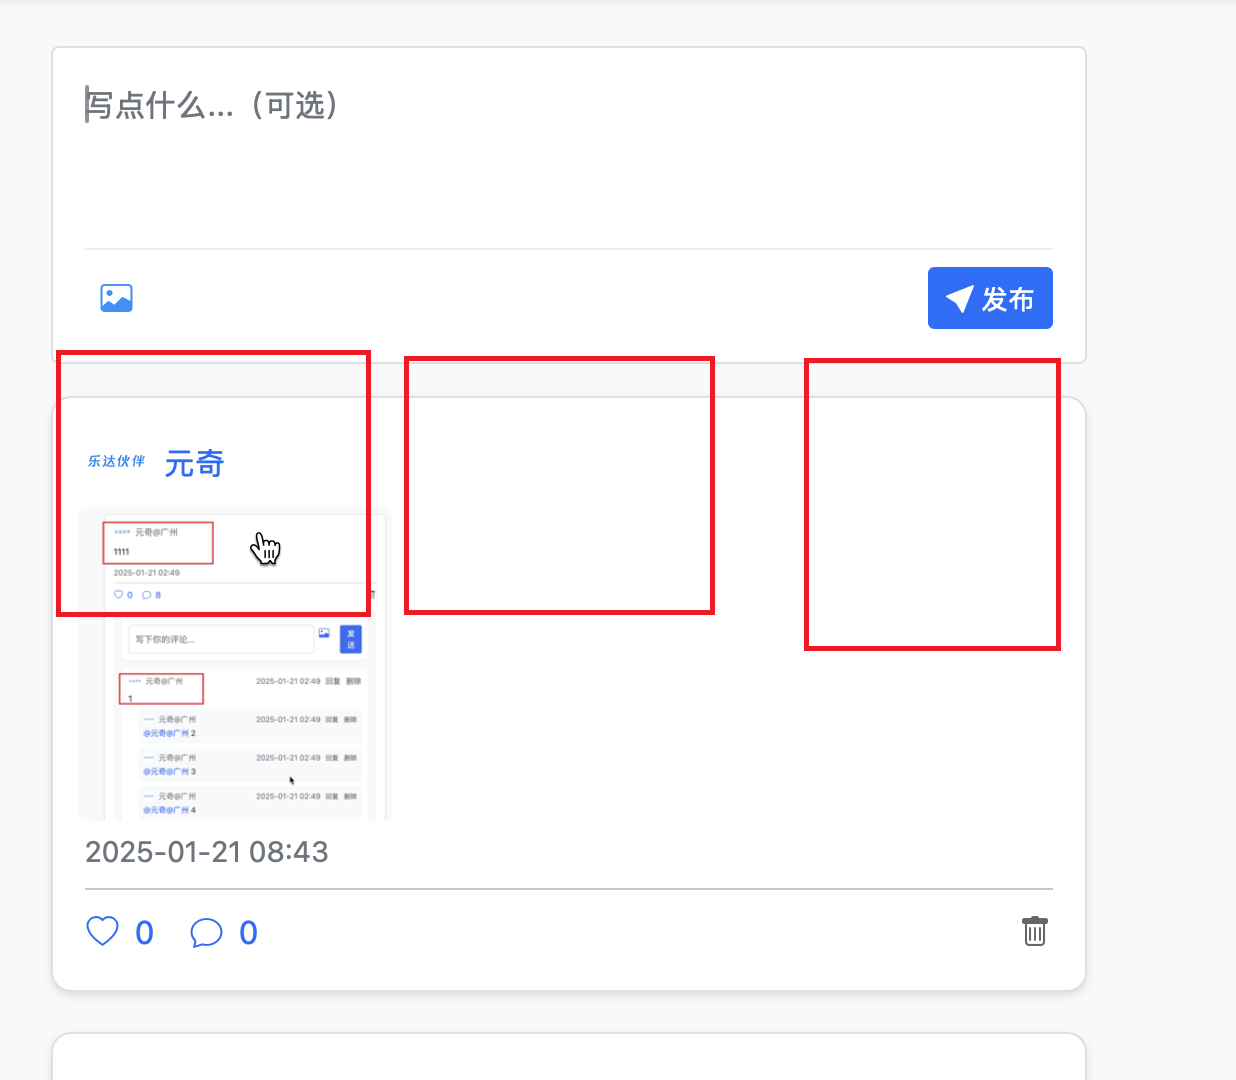 写点什么...（可选）
发布
乐达伙伴 元奇
元奇@广州
1111
2025-01-21 02:49
0 8
写下你的评论...
发送
元奇@广州 2025-01-21 02:49 回复 删除
1
元奇@广州 2025-01-21 02:49 回复 删除
@元奇@广州 2
元奇@广州 2025-01-21 02:49 回复 删除
@元奇@广州 3
元奇@广州 2025-01-21 02:49 回复 删除
@元奇@广州 4
2025-01-21 08:43
0 0